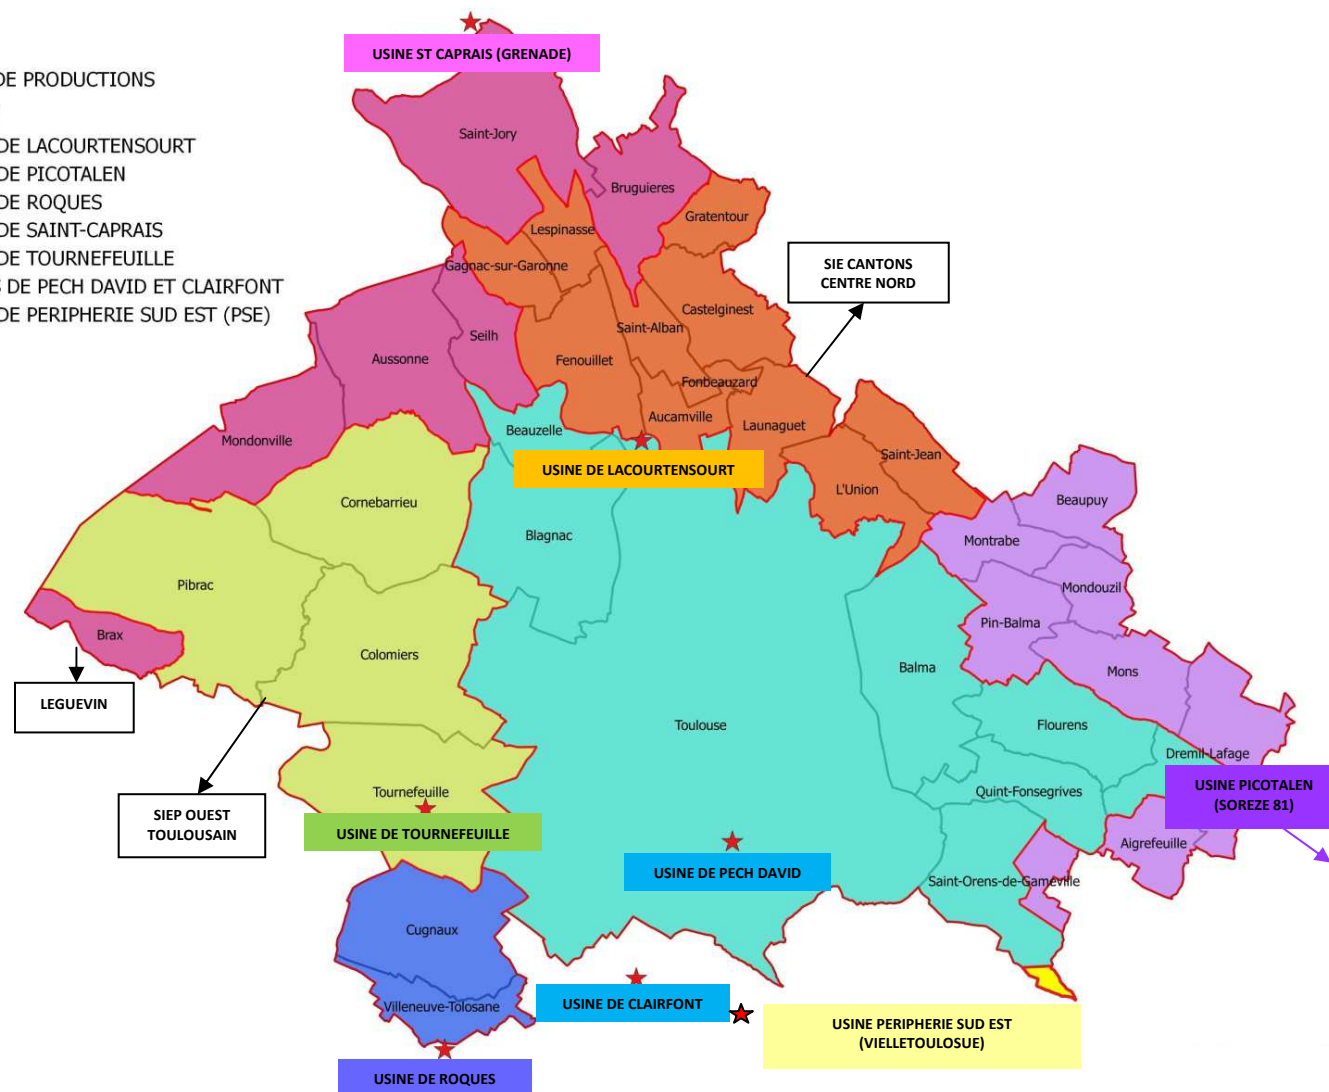 USINE ST CAPRAIS (GRENADE)
DE PRODUCTIONS
DE LACOURTENSOURT
DE PICOTALEN
DE ROQUES
DE SAINT-CAPRAIS
DE TOURNEFEUILLE
S DE PECH DAVID ET CLAIRFONT
DE PERIPHERIE SUD EST (PSE)
Saint-Jory
Bruguieres
Gratentour
Lespinasse
Gagnac-sur-Garonne
SIE CANTONS
CENTRE NORD
Castelginest
Saint-Alban
Seilh
Aussonne
Fenouillet
Fonbeauzard
Aucamville
Launaguet
Beauzelle
Mondonville
Saint-Jean
USINE DE LACOURTENSOURT
L'Union
Cornebarrieu
Beaupuy
Blagnac
Montrabe
Pibrac
Mondouzil
Pin-Balma
Brax
Colomiers
Balma
Mons
LEGUEVIN
Toulouse
Flourens
Dremil-Lafage
Tournefeuille
Quint-Fonsegrives
USINE PICOTALEN
(SOREZE 81)
SIEP OUEST
TOULOUSAIN
USINE DE TOURNEFEUILLE
Aigrefeuille
USINE DE PECH DAVID
Saint-Orens-de-Gameville
Cugnaux
Villeneuve-Tolosane
USINE DE CLAIRFONT
USINE PERIPHERIE SUD EST
(VIELLETOULOSUE)
USINE DE ROQUES